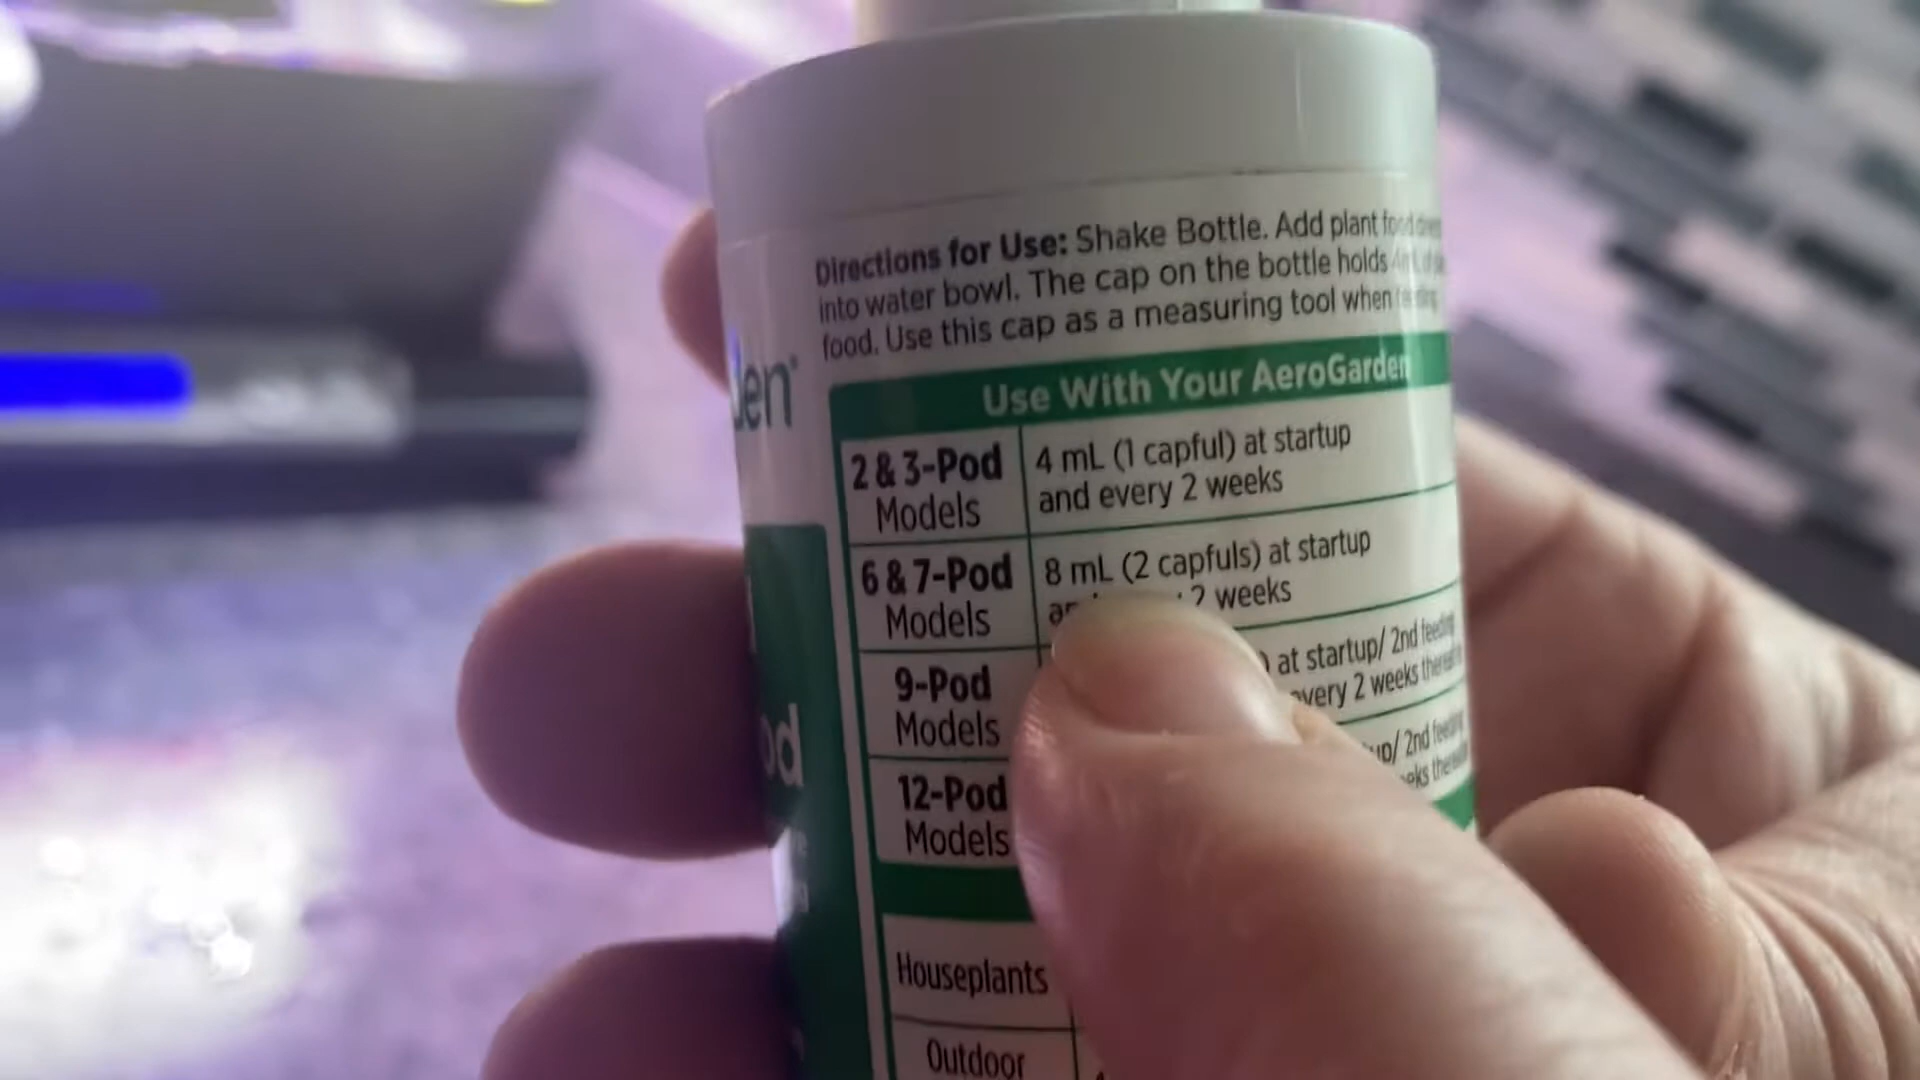 Directions for Use: Shake Bottle. Add plant food
into water bowl. The cap on the bottle holds
food. Use this cap as a measuring tool when
den®
Use With Your AeroGarden
2 & 3-Pod
Models
4 mL (1 capful) at startup
and every 2 weeks
6 & 7-Pod
Models
8 mL (2 capfuls) at startup
2 weeks
9-Pod
Models
) at startup/ 2nd feeding
every 2 weeks
12-Pod
Models
up/ 2nd feeding
od
Houseplants
Outdoor